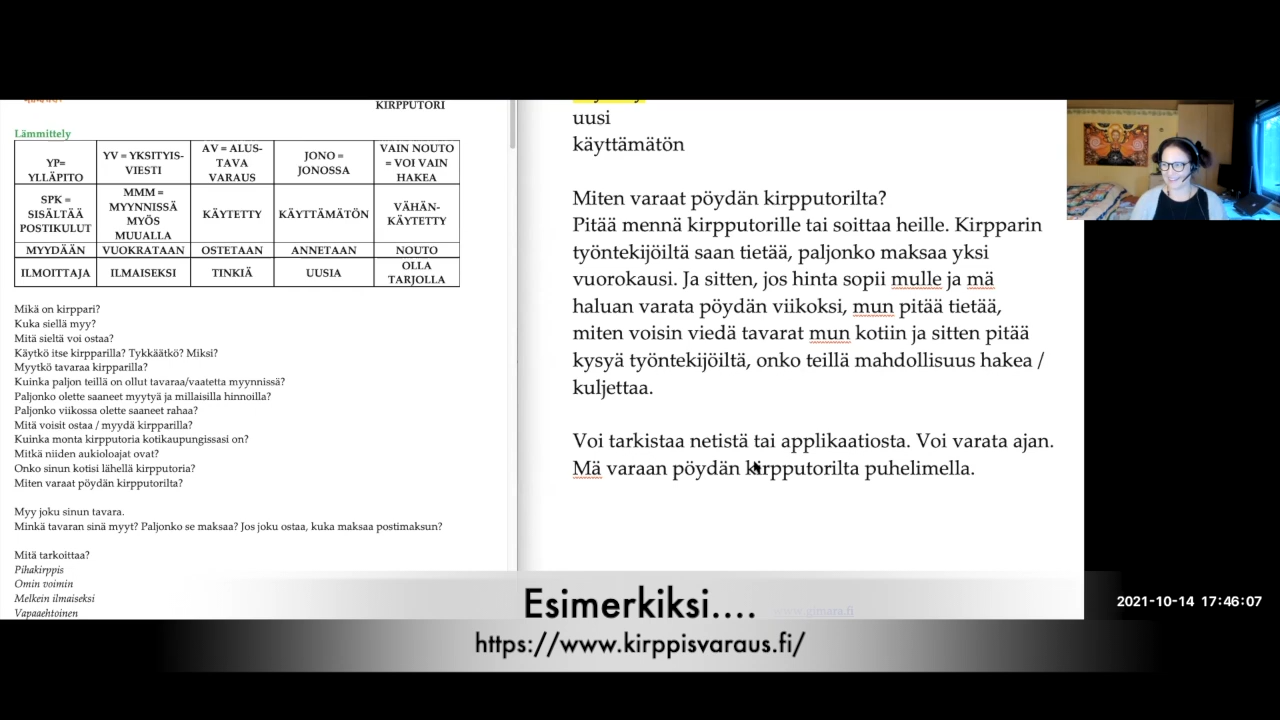 KIRPPUTORI
Lämmittely
YP= YLLÄPITO
YV = YKSITYIS-VIESTI
AV = ALUS-TAVA VARAUS
JONO = JONOSSA
VAIN NOUTO = VOI VAIN HAKEA
SPK = SISÄLTÄÄ POSTIKULUT
MMM = MYYNNISSÄ MYÖS MUUALLA
KÄYTETTY
KÄYTTÄMÄTÖN
VÄHÄN-KÄYTETTY
MYYDÄÄN
VUOKRATAAN
OSTETAAN
ANNETAAN
NOUTO
ILMOITTAJA
ILMAISEKSI
TINKIÄ
UUSIA
OLLA TARJOLLA
Mikä on kirppari?
Kuka siellä myy?
Mitä sieltä voi ostaa?
Käytkö itse kirpparilla? Tykkäätkö? Miksi?
Myytkö tavaraa kirpparilla?
Kuinka paljon teillä on ollut tavaraa/vaatetta myynnissä?
Paljonko olette saaneet myytyä ja millaisilla hinnoilla?
Paljonko viikossa olette saaneet rahaa?
Mitä voisit ostaa / myydä kirpparilla?
Kuinka monta kirpputoria kotikaupungissasi on?
Mitkä niiden aukioloajat ovat?
Onko sinun kotisi lähellä kirpputoria?
Miten varaat pöydän kirpputorilta?
Myy joku sinun tavara.
Minkä tavaran sinä myyt? Paljonko se maksaa? Jos joku ostaa, kuka maksaa postimaksun?
Mitä tarkoittaa?
Pihakirppis
Omin voimin
Melkein ilmaiseksi
Vapaaehtoinen
uusi
käyttämätön
Miten varaat pöydän kirpputorilta?
Pitää mennä kirpputorille tai soittaa heille. Kirpparin
työntekijöiltä saan tietää, paljonko maksaa yksi
vuorokausi. Ja sitten, jos hinta sopii mulle ja mä
haluan varata pöydän viikoksi, mun pitää tietää,
miten voisin viedä tavarat mun kotiin ja sitten pitää
kysyä työntekijöiltä, onko teillä mahdollisuus hakea /
kuljettaa.
Voi tarkistaa netistä tai applikaatiosta. Voi varata ajan.
Mä varaan pöydän kirpputorilta puhelimella.
www.gimara.fi
2021-10-14 17:46:07
Esimerkiksi....
https://www.kirppisvaraus.fi/